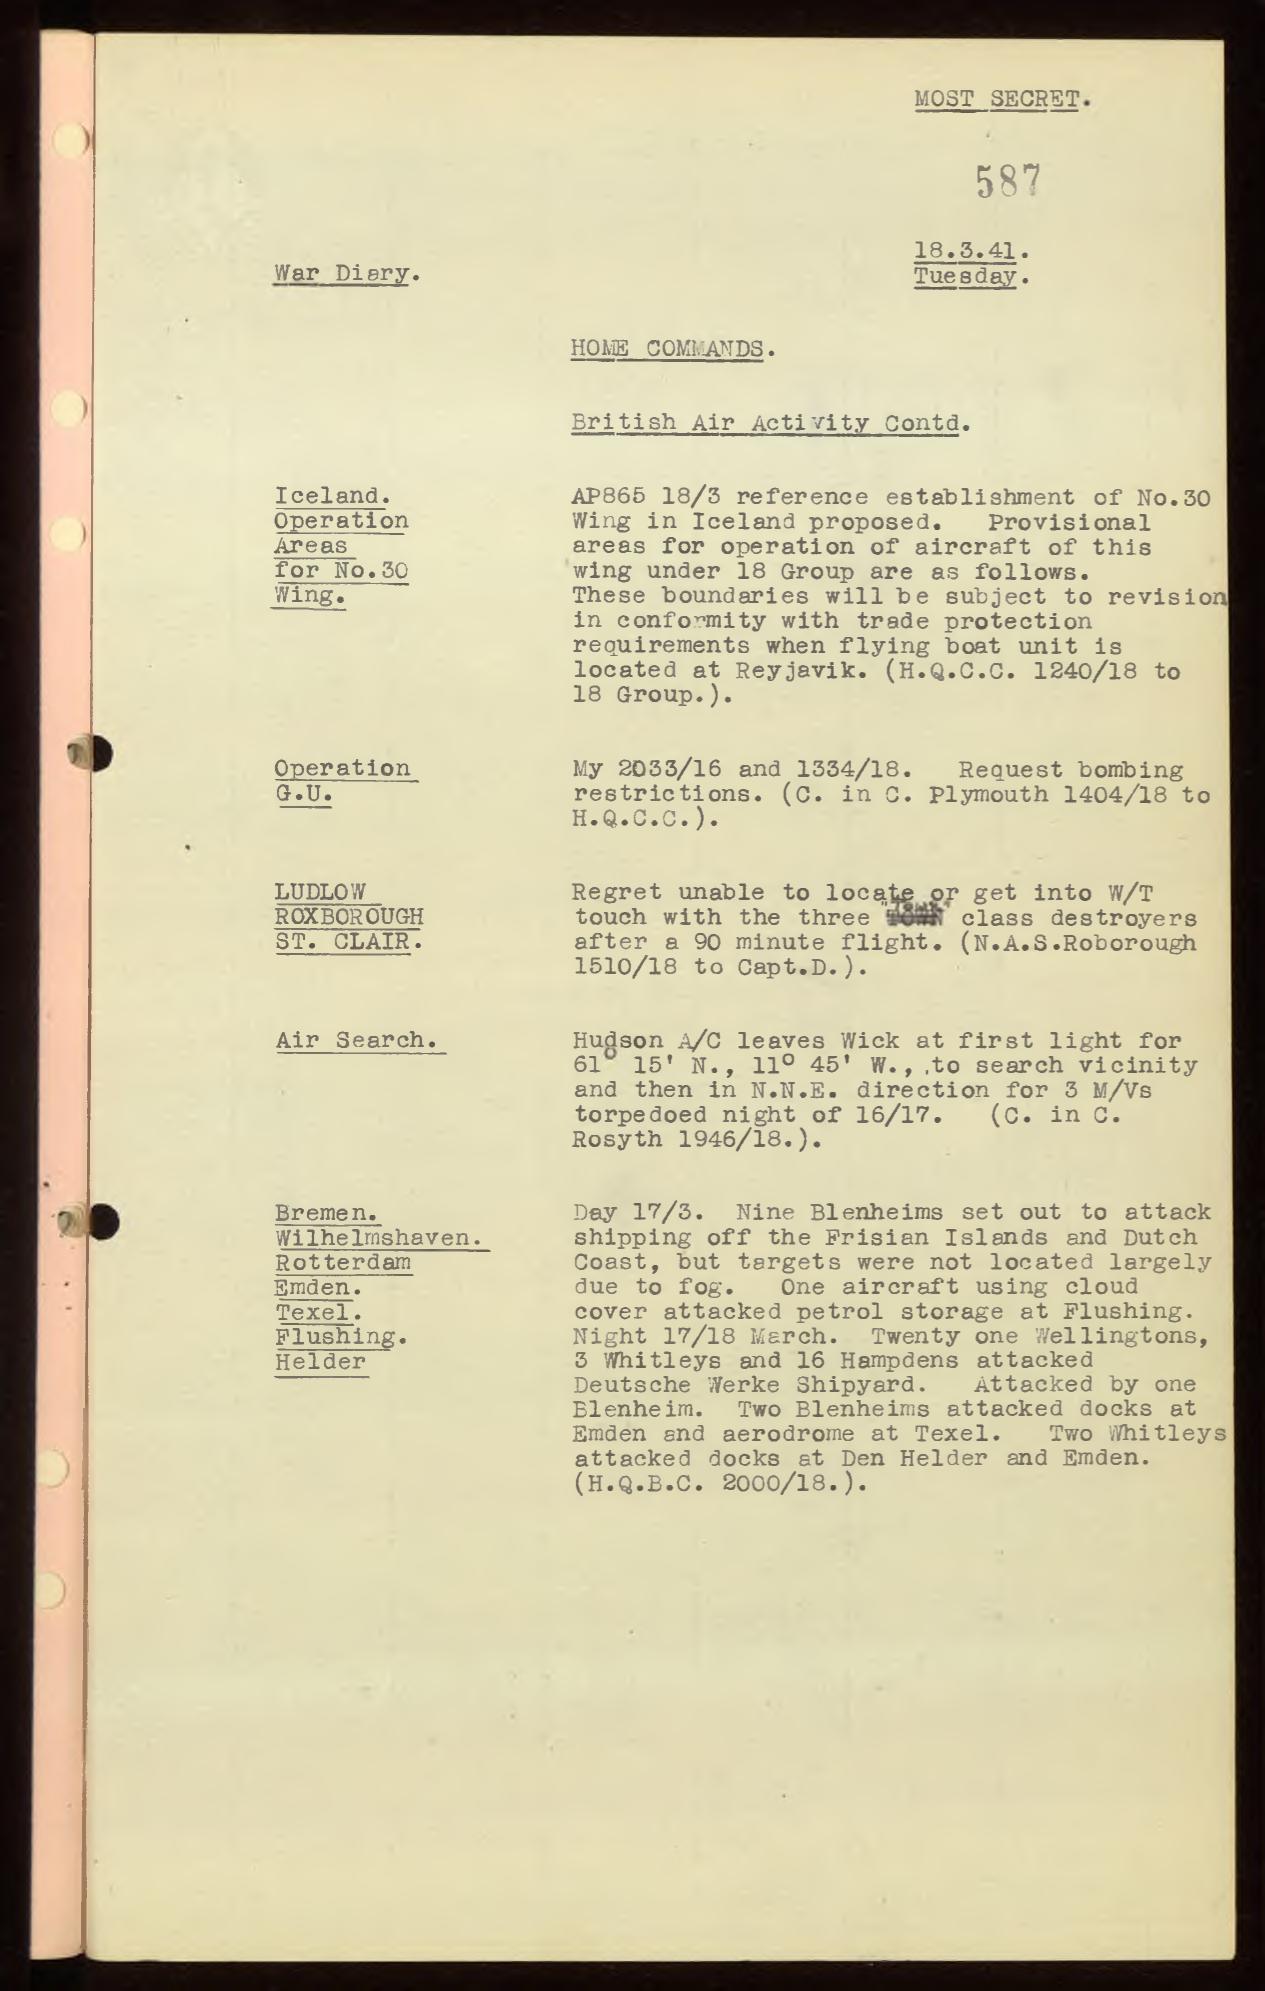 MOST SECRET.
587
18.3.41.
Tuesday.
War Diary.
HOME COMMANDS.
British Air Activity Contd.
Iceland.
Operation
Areas
for No.30
Wing.
AP865 18/3 reference establishment of No.30
Wing in Iceland proposed. Provisional
areas for operation of aircraft of this
wing under 18 Group are as follows.
These boundaries will be subject to revision
in conformity with trade protection
requirements when flying boat unit is
located at Reyjavik. (H.Q.C.C. 1240/18 to
18 Group.).
Operation
G.U.
My 2033/16 and 1334/18. Request bombing
restrictions. (C. in C. Plymouth 1404/18 to
H.Q.C.C.).
LUDLOW
ROXBOROUGH
ST. CLAIR.
Regret unable to locate or get into W/T
touch with the three class destroyers
after a 90 minute flight. (N.A.S.Roborough
1510/18 to Capt.D.).
Air Search.
Hudson A/C leaves Wick at first light for
61° 15' N., 11° 45' W., to search vicinity
and then in N.N.E. direction for 3 M/Vs
torpedoed night of 16/17. (C. in C.
Rosyth 1946/18.).
Bremen.
Wilhelmshaven.
Rotterdam
Emden.
Texel.
Flushing.
Helder
Day 17/3. Nine Blenheims set out to attack
shipping off the Frisian Islands and Dutch
Coast, but targets were not located largely
due to fog. One aircraft using cloud
cover attacked petrol storage at Flushing.
Night 17/18 March. Twenty one Wellingtons,
3 Whitleys and 16 Hampdens attacked
Deutsche Werke Shipyard. Attacked by one
Blenheim. Two Blenheims attacked docks at
Emden and aerodrome at Texel. Two Whitleys
attacked docks at Den Helder and Emden.
(H.Q.B.C. 2000/18.).